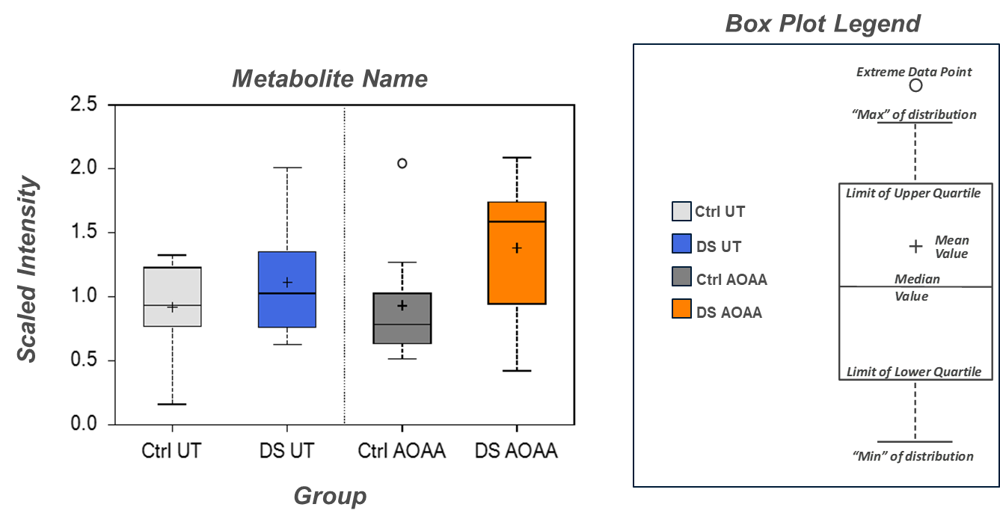 Box Plot Legend
Metabolite Name
Scaled Intensity
2.5
2.0
1.5
1.0
0.5
0.0
Ctrl UT
DS UT
Ctrl AOAA
DS AOAA
Group
Ctrl UT
DS UT
Ctrl AOAA
DS AOAA
Extreme Data Point
“Max” of distribution
Limit of Upper Quartile
Mean
Value
Median
Value
Limit of Lower Quartile
“Min” of distribution